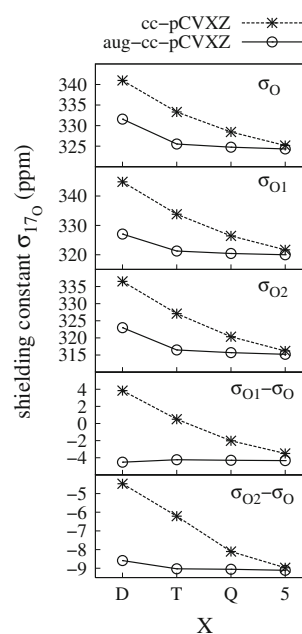 cc-pCVXZ
aug-cc-pCVXZ
shielding constant σ17O (ppm)
σO
340
335
330
325
σO1
340
330
320
σO2
335
330
325
320
315
σO1-σO
4
2
0
-2
-4
σO2-σO
-5
-6
-7
-8
-9
D T Q 5
X